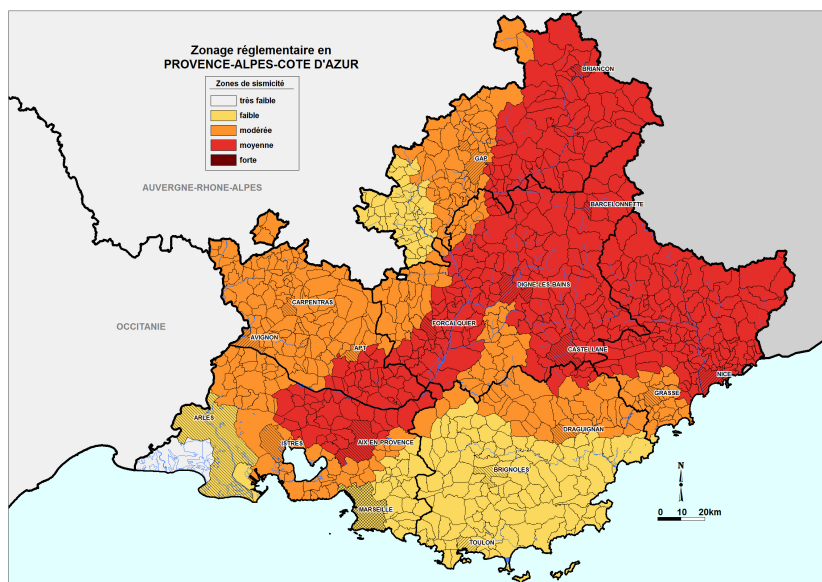 Zonage réglementaire en
PROVENCE-ALPES-COTE D'AZUR
Zones de sismicité
très faible
faible
modérée
moyenne
forte
BRIANCON
GAP
AUVERGNE-RHONE-ALPES
BARCELONNETTE
DIGNE-LES-BAINS
CARPENTRAS
FORCALQUIER
OCCITANIE
AVIGNON
APT
CASTELLANE
NICE
GRASSE
ARLES
DRAGUIGNAN
ISTRES
AIX-EN-PROVENCE
BRIGNOLES
N
MARSEILLE
0 10 20km
TOULON